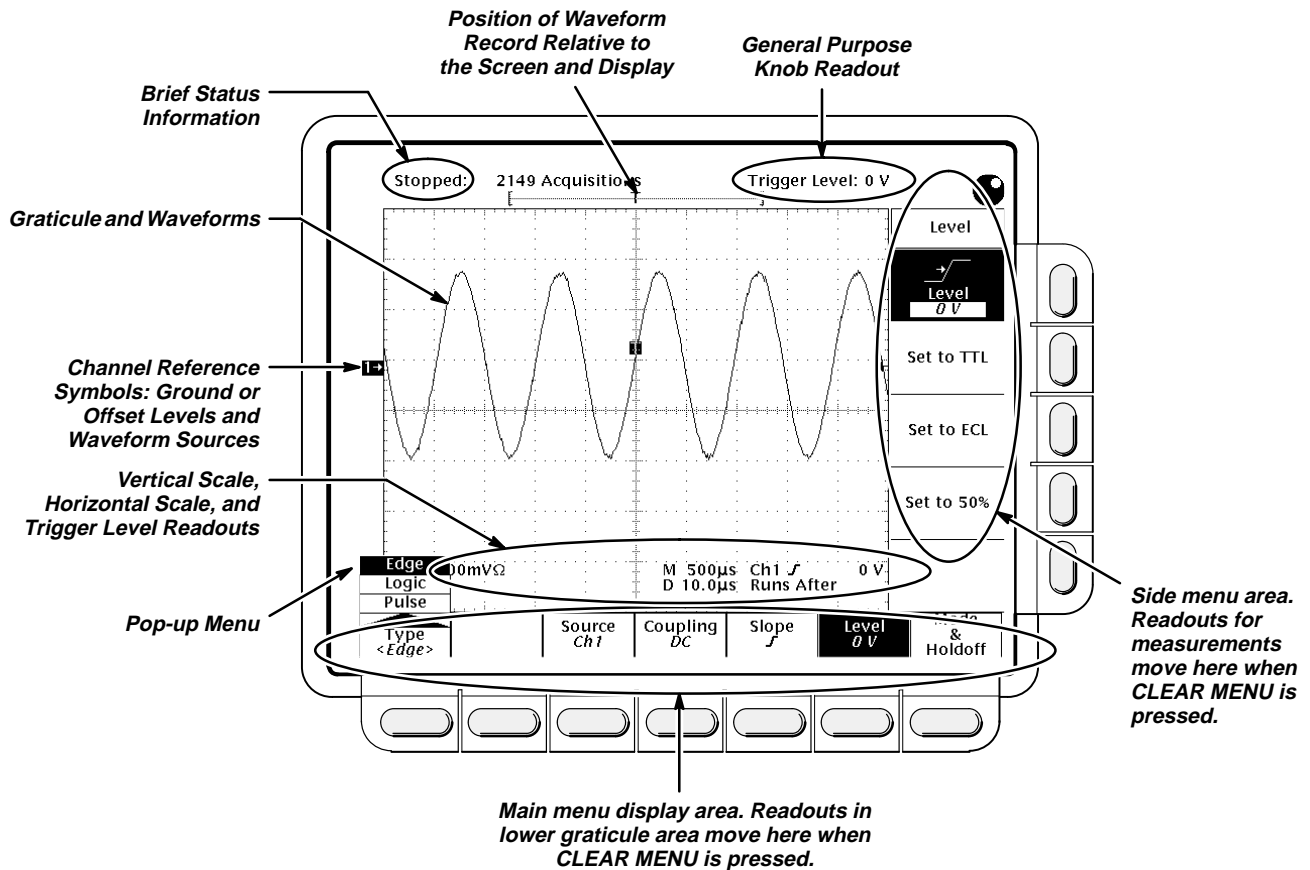 Position of Waveform
Record Relative to
the Screen and Display
General Purpose
Knob Readout
Brief Status
Information
Stopped:
2149 Acquisitions
Trigger Level: 0 V
Graticule and Waveforms
Level
Level
0 V
Set to TTL
Set to ECL
Set to 50%
1
Channel Reference
Symbols: Ground or
Offset Levels and
Waveform Sources
Vertical Scale,
Horizontal Scale, and
Trigger Level Readouts
Edge
Logic
Pulse
00mVΩ
M 500µs Ch1 0 V
D 10.0µs Runs After
Pop-up Menu
Type
<Edge>
Source
Ch1
Coupling
DC
Slope
Level
0 V
Mode
&
Holdoff
Side menu area.
Readouts for
measurements
move here when
CLEAR MENU is
pressed.
Main menu display area. Readouts in
lower graticule area move here when
CLEAR MENU is pressed.